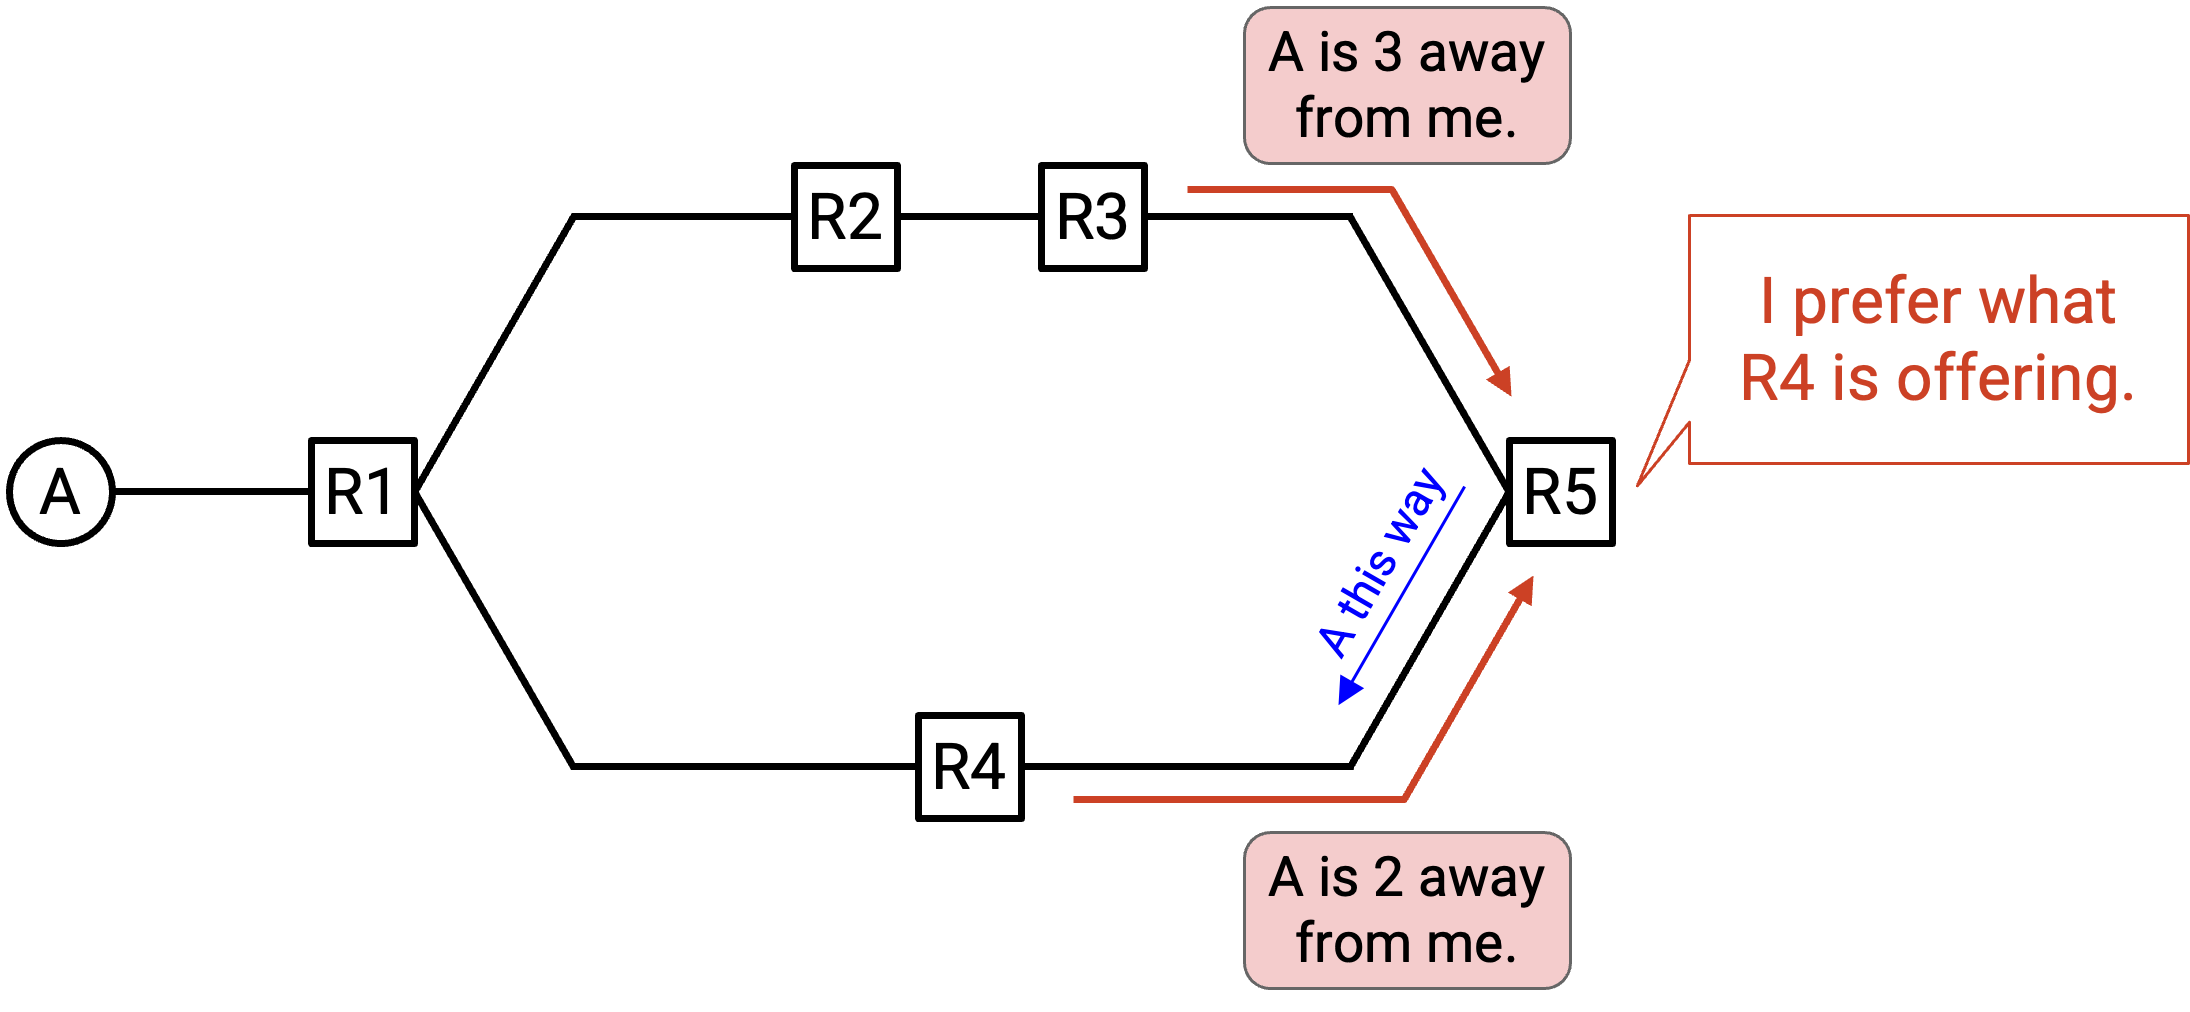 A is 3 away
from me.
R2
R3
I prefer what
R4 is offering.
A
R1
A this way
R5
R4
A is 2 away
from me.